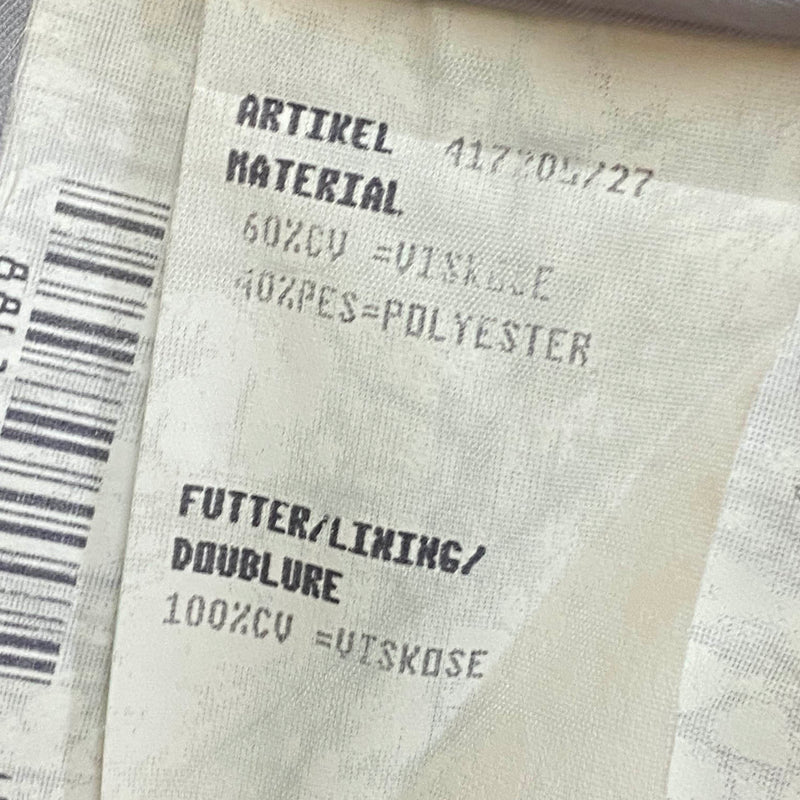 ARTIKEL
MATERIAL
60%CV =VISKOSE
40%PES=POLYESTER
FUTTER/LINING/
DOUBLURE
100%CV =VISKOSE